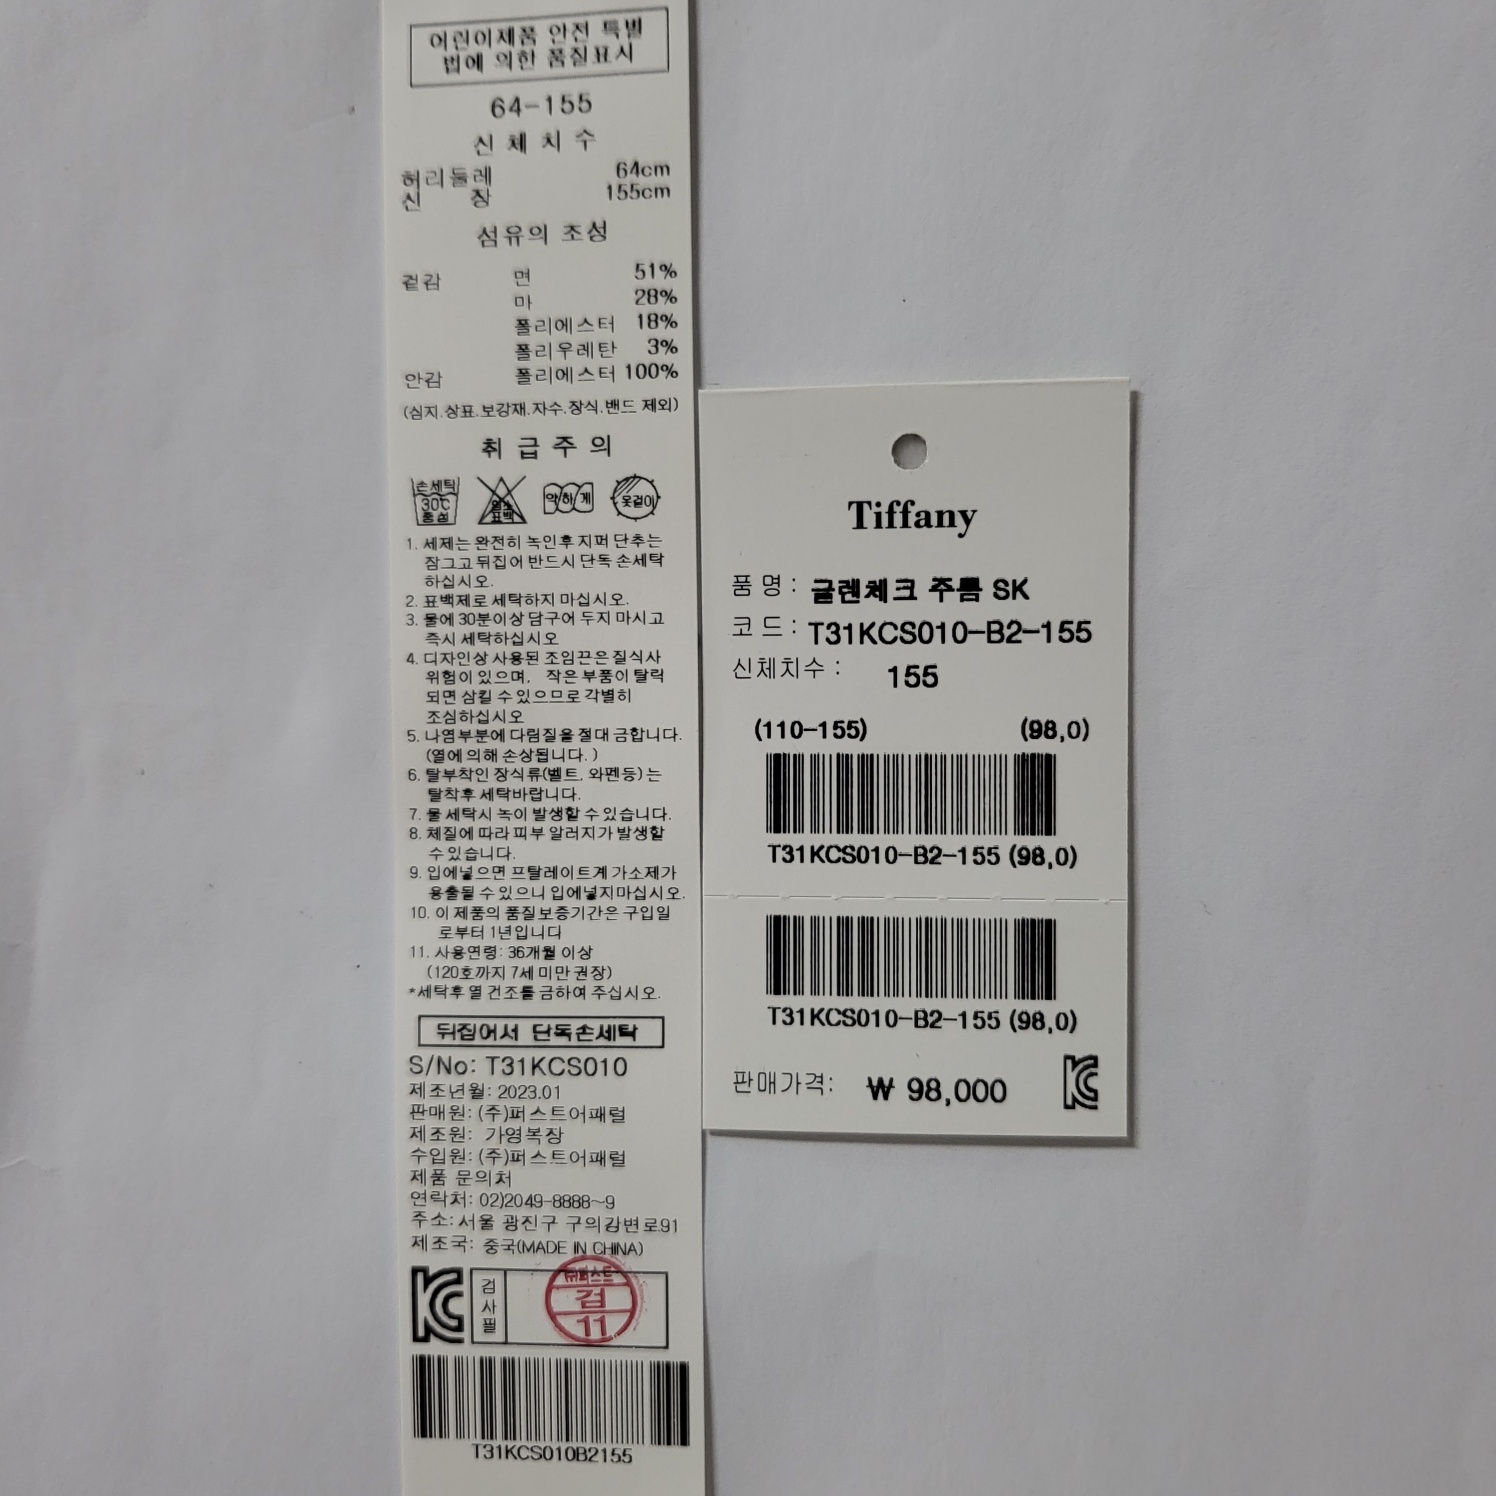 어린이제품 안전 특별
법에 의한 품질표시
64-155
신 체 치 수
허리둘레 64cm
신 장 155cm
섬유의 조성
겉감 면 51%
마 28%
폴리에스터 18%
폴리우레탄 3%
안감 폴리에스터 100%
(심지.상표.보강재.자수.장식.밴드 제외)
취 급 주 의
손세탁
30℃
중성
염소
표백
약하게
옷걸이
1. 세제는 완전히 녹인후 지퍼 단추는
잠그고 뒤집어 반드시 단독 손세탁
하십시오.
2. 표백제로 세탁하지 마십시오.
3. 물에 30분이상 담구어 두지 마시고
즉시 세탁하십시오
4. 디자인상 사용된 조임끈은 질식사
위험이 있으며, 작은 부품이 탈락
되면 삼킬 수 있으므로 각별히
조심하십시오
5. 나염부분에 다림질을 절대 금합니다.
(열에 의해 손상됩니다. )
6. 탈부착인 장식류(벨트, 와펜등)는
탈착후 세탁바랍니다.
7. 물 세탁시 녹이 발생할 수 있습니다.
8. 체질에 따라 피부 알러지가 발생할
수 있습니다.
9. 입에넣으면 프탈레이트계 가소제가
용출될 수 있으니 입에넣지마십시오.
10. 이 제품의 품질보증기간은 구입일
로부터 1년입니다
11. 사용연령: 36개월 이상
(120호까지 7세 미만 권장)
*세탁후 열 건조를 금하여 주십시오.
뒤집어서 단독손세탁
S/No: T31KCS010
제조년월: 2023.01
판매원: (주)퍼스트어패럴
제조원: 가영복장
수입원: (주)퍼스트어패럴
제품 문의처
연락처: 02)2049-8888~9
주소: 서울 광진구 구의강변로91
제조국: 중국(MADE IN CHINA)
KC
검사필
㈜퍼스트
검
11
T31KCS010B2155
Tiffany
품 명 : 글렌체크 주름 SK
코 드 : T31KCS010-B2-155
신체치수 : 155
(110-155) (98,0)
T31KCS010-B2-155 (98,0)
T31KCS010-B2-155 (98,0)
판매가격: ₩ 98,000
KC